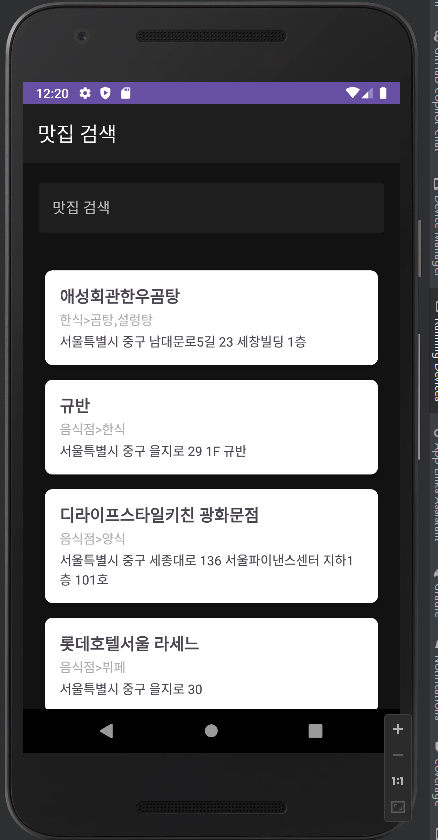 12:20
맛집 검색
맛집 검색
애성회관한우곰탕
한식>곰탕,설렁탕
서울특별시 중구 남대문로5길 23 세창빌딩 1층
규반
음식점>한식
서울특별시 중구 을지로 29 1F 규반
디라이프스타일키친 광화문점
음식점>양식
서울특별시 중구 세종대로 136 서울파이낸스센터 지하1
층 101호
롯데호텔서울 라세느
음식점>뷔페
서울특별시 중구 을지로 30
1:1
Device Manager
Running Devices
App Links Assistant